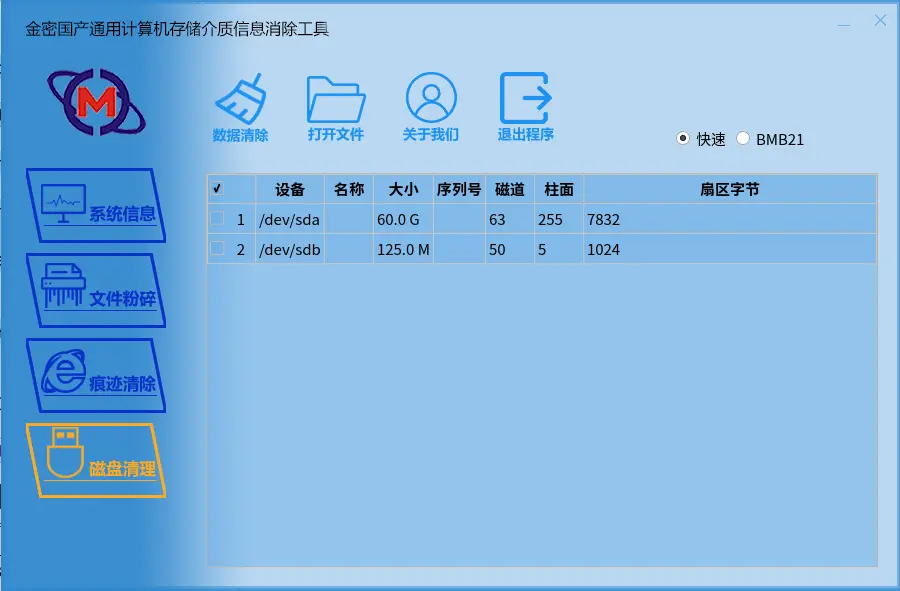 金密国产通用计算机存储介质信息消除工具
M
数据清除 打开文件 关于我们 退出程序
快速 BMB21
系统信息
文件粉碎
痕迹清除
磁盘清理
设备 名称 大小 序列号 磁道 柱面 扇区字节
1 /dev/sda 60.0 G 63 255 7832
2 /dev/sdb 125.0 M 50 5 1024